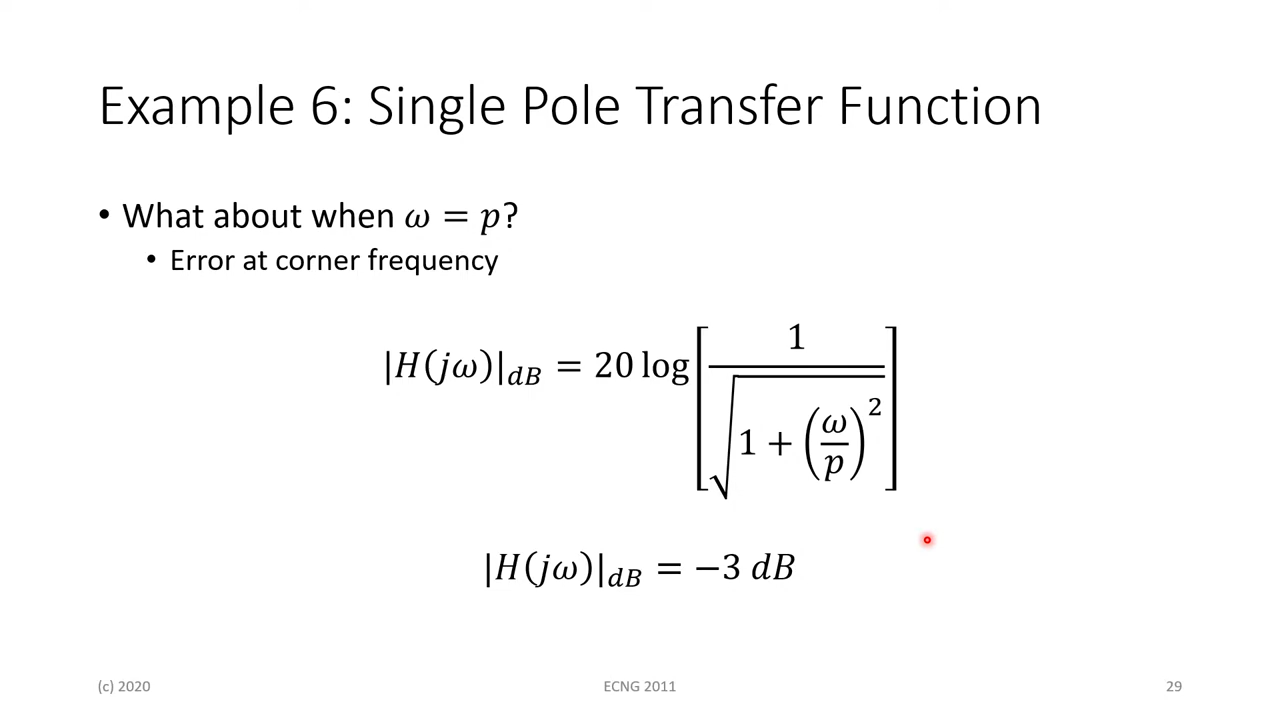 Example 6: Single Pole Transfer Function
• What about when ω = p?
• Error at corner frequency
|H(jω)|_{dB} = 20 log[1/√(1 + (ω/p)²)]
|H(jω)|_{dB} = −3 dB
(c) 2020 ECNG 2011 29